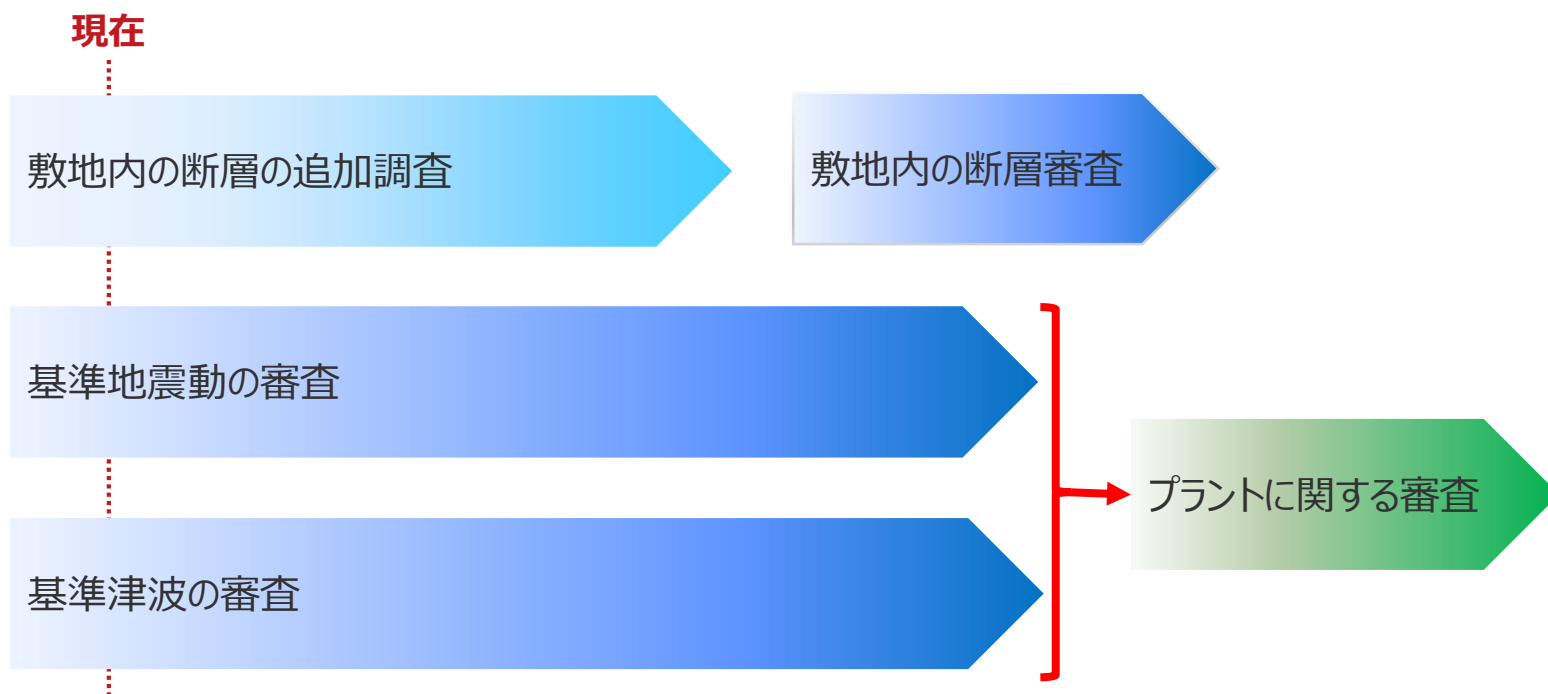 現在
敷地内の断層の追加調査
敷地内の断層審査
基準地震動の審査
プラントに関する審査
基準津波の審査